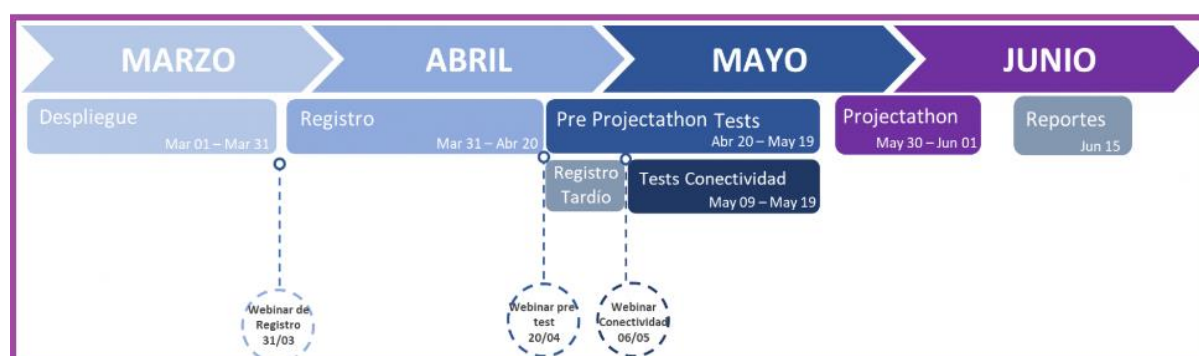 MARZO ABRIL MAYO JUNIO
Despliegue
Mar 01 – Mar 31
Registro
Mar 31 – Abr 20
Pre Projectathon Tests
Abr 20 – May 19
Projectathon
May 30 – Jun 01
Reportes
Jun 15
Registro
Tardío
Tests Conectividad
May 09 – May 19
Webinar de
Registro
31/03
Webinar pre
test
20/04
Webinar
Conectividad
06/05